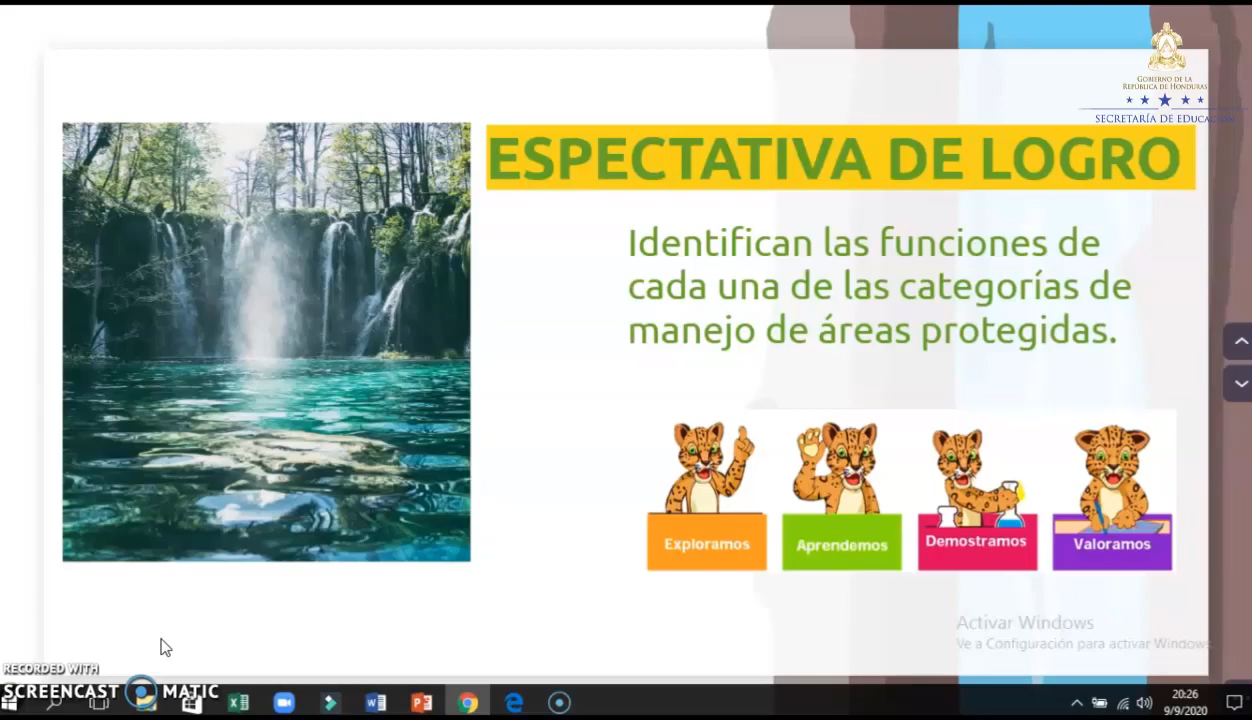 GOBIERNO DE LA
REPÚBLICA DE HONDURAS
SECRETARÍA DE EDUCACIÓN
ESPECTATIVA DE LOGRO
Identifican las funciones de
cada una de las categorías de
manejo de áreas protegidas.
Exploramos
Aprendemos
Demostramos
Valoramos
Activar Windows
Ve a Configuración para activar Windows.
RECORDED WITH
SCREENCAST MATIC
20:26
9/9/2020